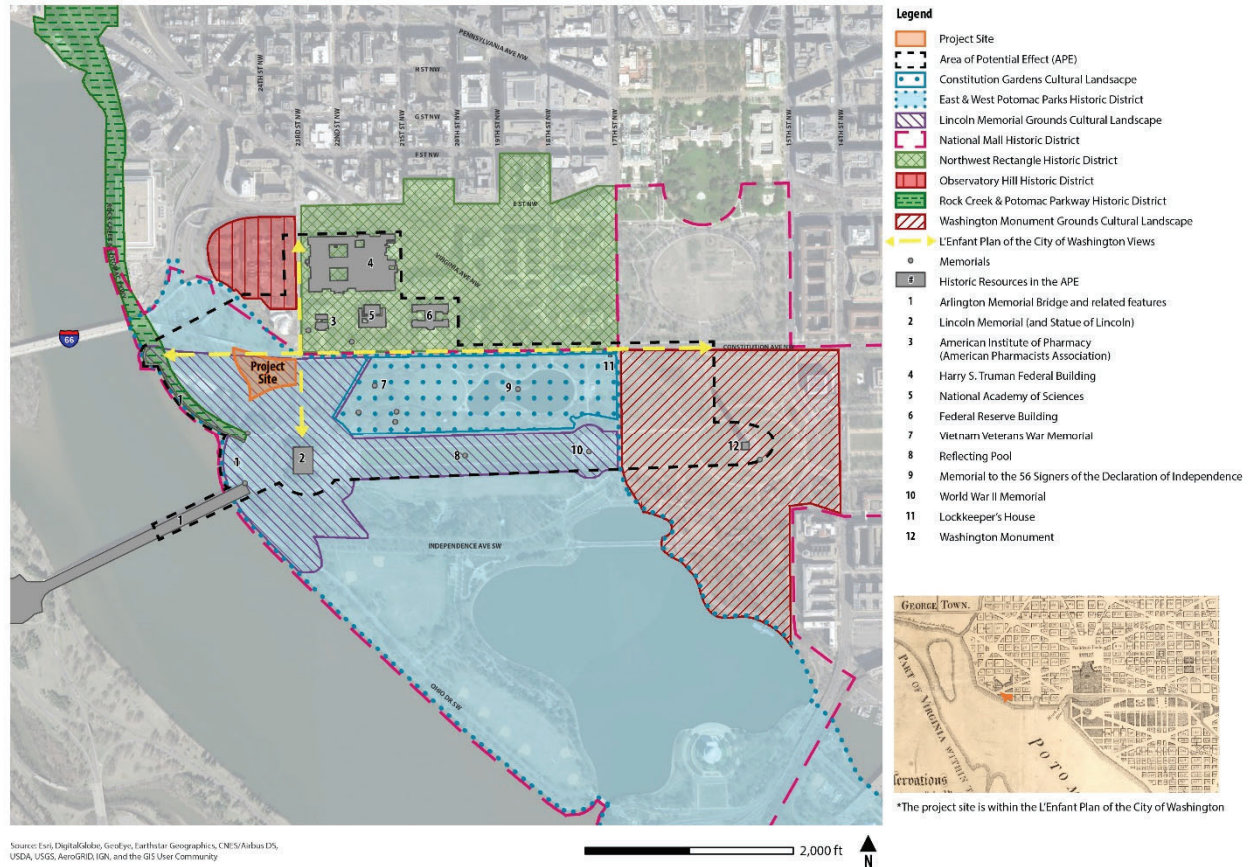 PENNSYLVANIA AVE NW
24TH ST NW
H ST NW
23RD ST NW
22ND ST NW
21ST ST NW
20TH ST NW
19TH ST NW
18TH ST NW
17TH ST NW
15TH ST NW
14TH ST NW
G ST NW
F ST NW
E ST NW
VIRGINIA AVE NW
4
3
5
6
66
CONSTITUTION AVE NW
Project
Site
7
9
11
1
2
8
10
12
1
1
INDEPENDENCE AVE SW
OHIO DR SW
Source: Esri, DigitalGlobe, GeoEye, Earthstar Geographics, CNES/Airbus DS,
USDA, USGS, AeroGRID, IGN, and the GIS User Community
2,000 ft
N
Legend
Project Site
Area of Potential Effect (APE)
Constitution Gardens Cultural Landsacpe
East & West Potomac Parks Historic District
Lincoln Memorial Grounds Cultural Landscape
National Mall Historic District
Northwest Rectangle Historic District
Observatory Hill Historic District
Rock Creek & Potomac Parkway Historic District
Washington Monument Grounds Cultural Landscape
L'Enfant Plan of the City of Washington Views
Memorials
# Historic Resources in the APE
1 Arlington Memorial Bridge and related features
2 Lincoln Memorial (and Statue of Lincoln)
3 American Institute of Pharmacy
(American Pharmacists Association)
4 Harry S. Truman Federal Building
5 National Academy of Sciences
6 Federal Reserve Building
7 Vietnam Veterans War Memorial
8 Reflecting Pool
9 Memorial to the 56 Signers of the Declaration of Independence
10 World War II Memorial
11 Lockkeeper's House
12 Washington Monument
GEORGE TOWN.
PART OF VIRGINIA WITHIN T
POTO
ervations
*The project site is within the L'Enfant Plan of the City of Washington